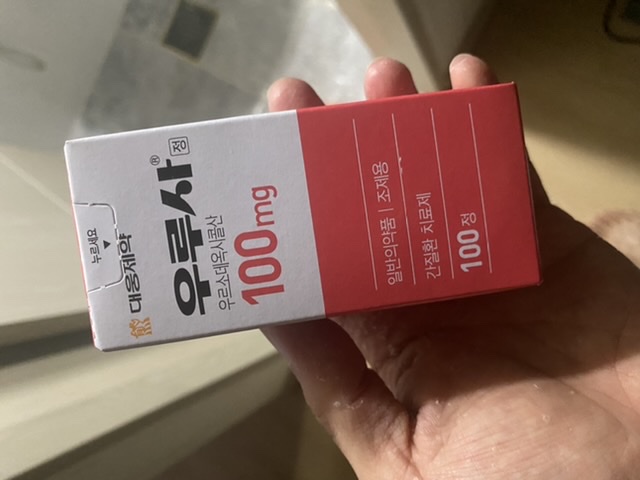 누르세요
대웅제약
우루사® 정
우르소데옥시콜산
100mg
일반의약품 | 조제용
간질환 치료제
100정